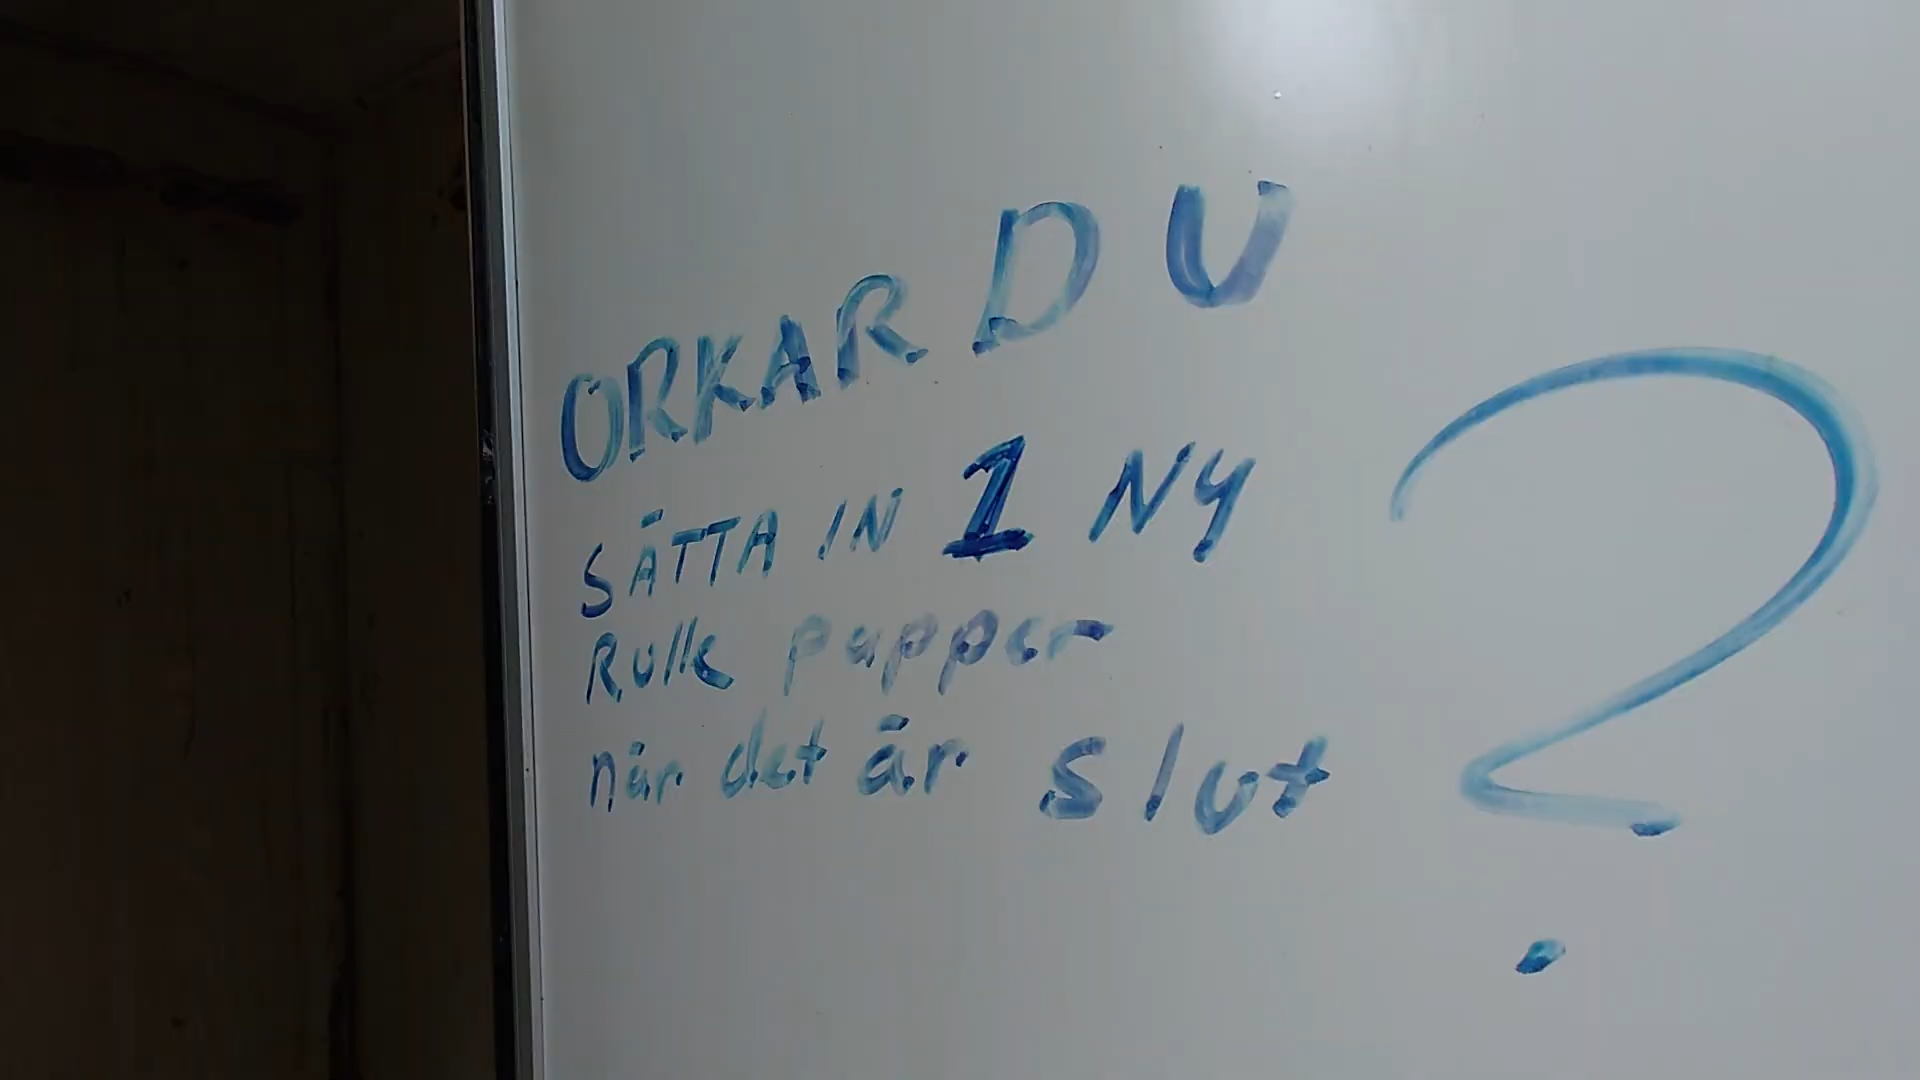 ORKAR DU
SÄTTA IN 1 NY
Rulle papper
när det är slut
?